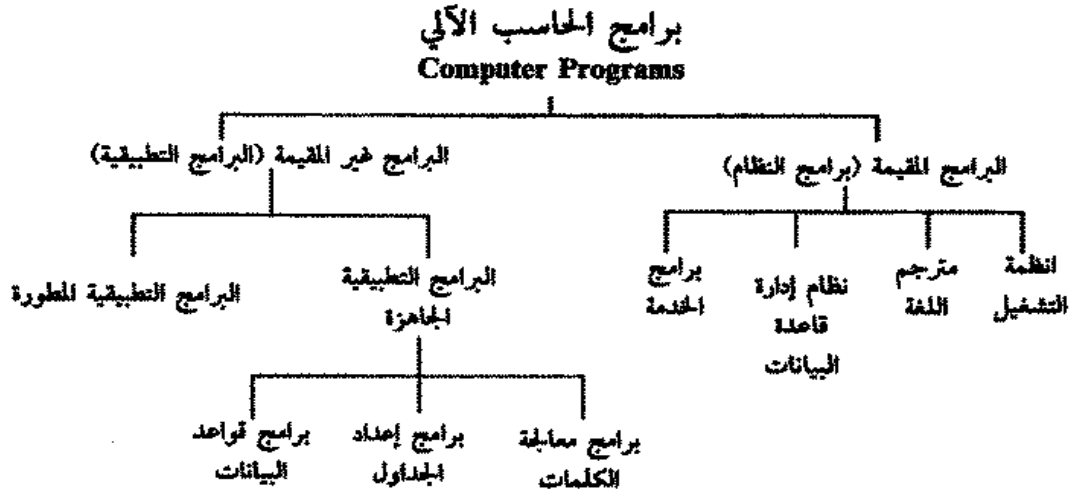 برامج الحاسب الآلي
Computer Programs
البرامج المقيمة (برامج النظام)
البرامج غير المقيمة (البرامج التطبيقية)
انظمة
التشغيل
مترجم
اللغة
نظام إدارة
قاعدة
البيانات
برامج
الخدمة
البرامج التطبيقية
الجاهزة
البرامج التطبيقية المطورة
برامج معالجة
الكلمات
برامج إعداد
الجداول
برامج قواعد
البيانات